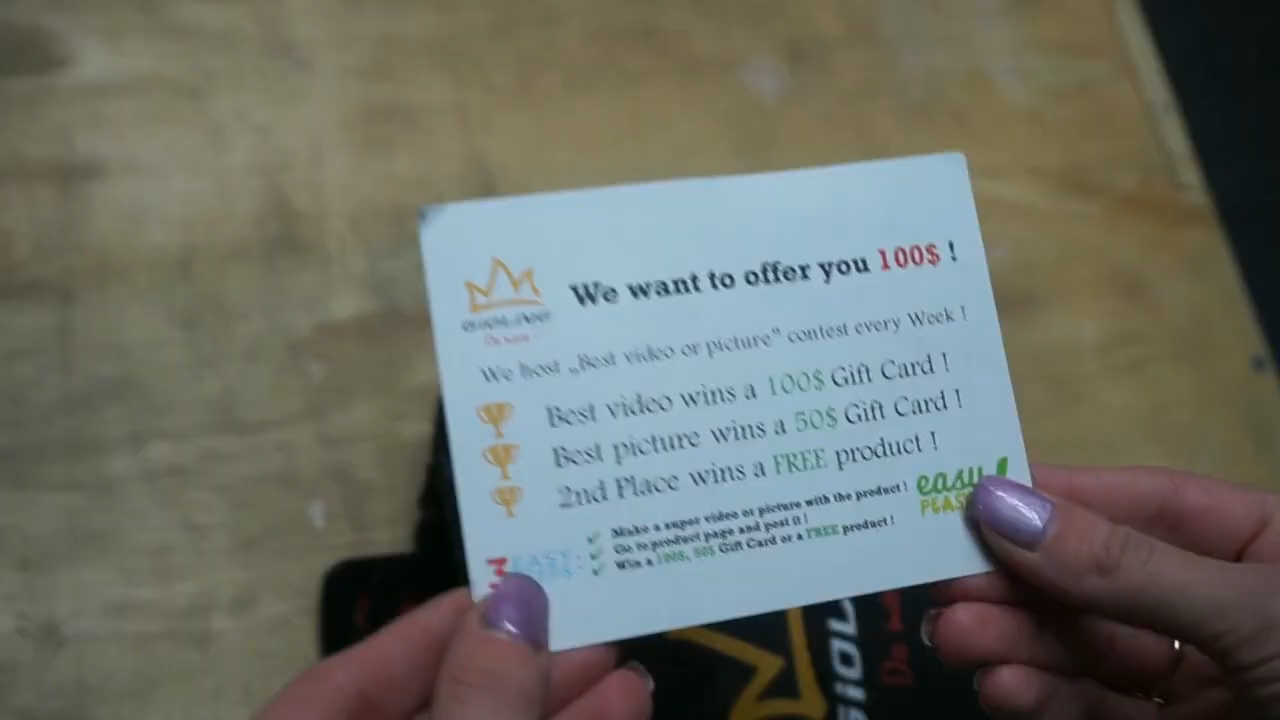 We want to offer you 100$ !
We host „Best video or picture" contest every Week !
Best video wins a 100$ Gift Card !
Best picture wins a 50$ Gift Card !
2nd Place wins a FREE product !
easy
3 EASY
Make a super video or picture with the product !
Go to product page and post it !
Win a 100$, 50$ Gift Card or a FREE product !